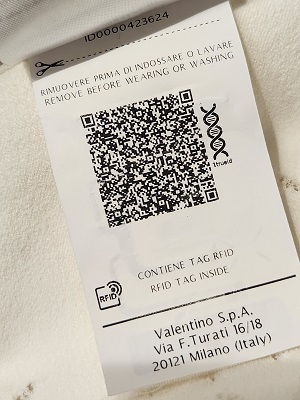 ID0000423624
RIMUOVERE PRIMA DI INDOSSARE O LAVARE
REMOVE BEFORE WEARING OR WASHING
1trueid
CONTIENE TAG RFID
RFID TAG INSIDE
RFID
Valentino S.p.A.
Via F.Turati 16/18
20121 Milano (Italy)